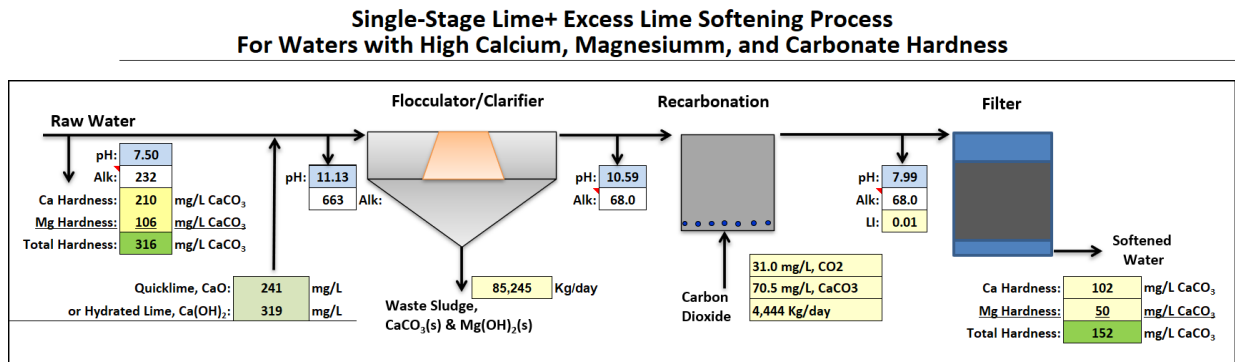 Single-Stage Lime+ Excess Lime Softening Process
For Waters with High Calcium, Magnesiumm, and Carbonate Hardness
Flocculator/Clarifier
Recarbonation
Filter
Raw Water
pH: 7.50
Alk: 232
Ca Hardness: 210 mg/L CaCO₃
Mg Hardness: 106 mg/L CaCO₃
Total Hardness: 316 mg/L CaCO₃
pH: 11.13
663 Alk:
pH: 10.59
Alk: 68.0
pH: 7.99
Alk: 68.0
LI: 0.01
Quicklime, CaO: 241 mg/L
or Hydrated Lime, Ca(OH)₂: 319 mg/L
85,245 Kg/day
Waste Sludge,
CaCO₃(s) & Mg(OH)₂(s)
Carbon
Dioxide
31.0 mg/L, CO2
70.5 mg/L, CaCO3
4,444 Kg/day
Softened
Water
Ca Hardness: 102 mg/L CaCO₃
Mg Hardness: 50 mg/L CaCO₃
Total Hardness: 152 mg/L CaCO₃